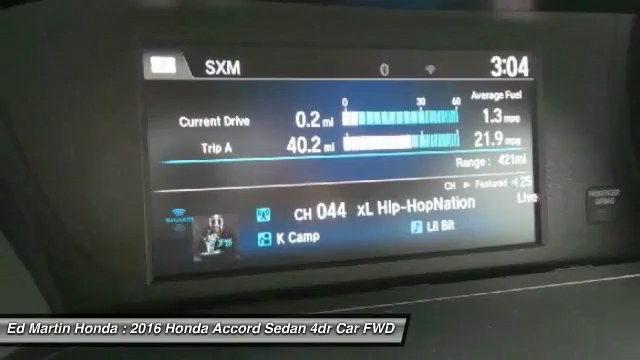 SXM 3:04
Average Fuel
0 30 60
Current Drive 0.2 mi 1.3 mpg
Trip A 40.2 mi 21.9 mpg
Range : 421mi
CH Featured 25
Live
CH 044 xL Hip-HopNation
K Camp Lil Bit
PASSENGER
AIRBAG
Ed Martin Honda : 2016 Honda Accord Sedan 4dr Car FWD